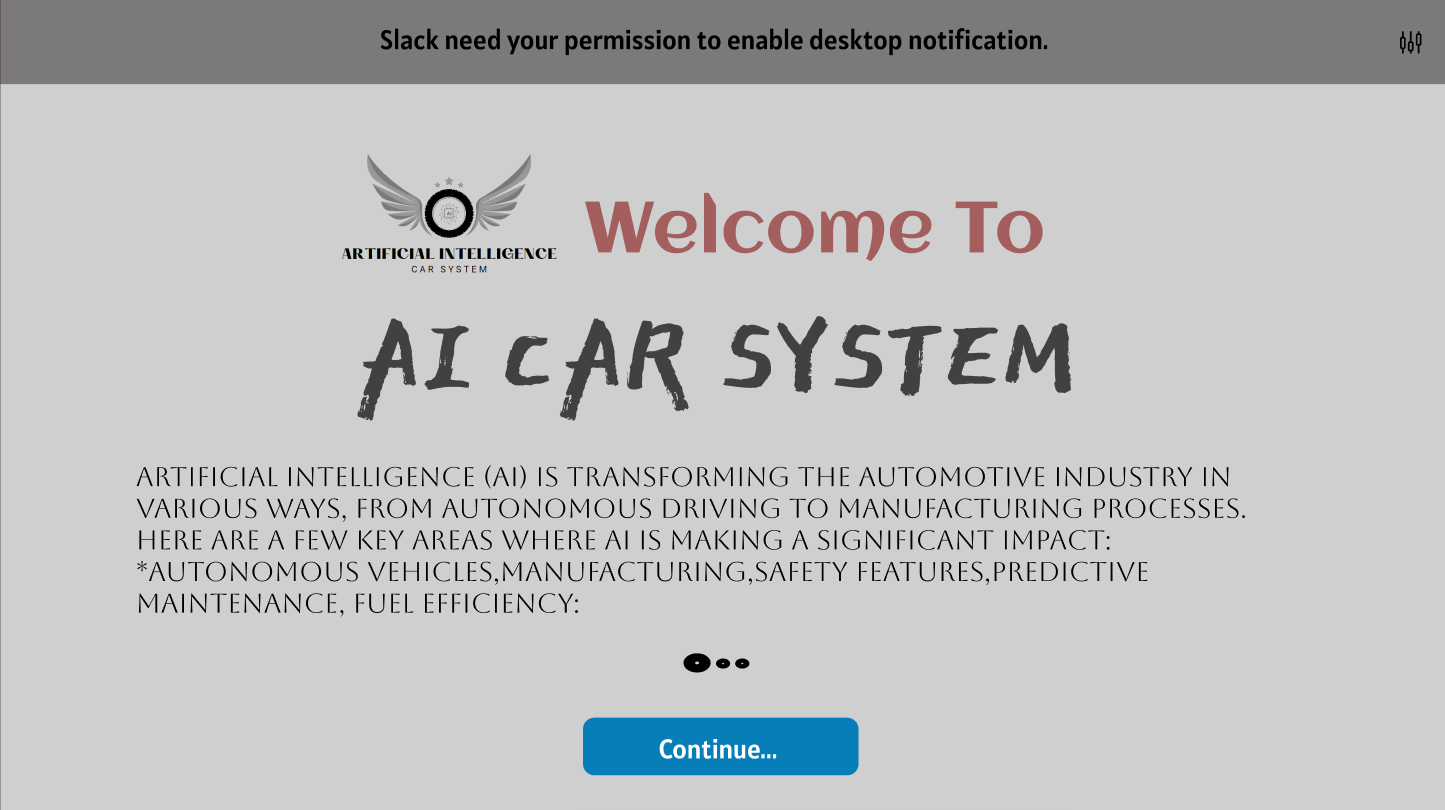 Slack need your permission to enable desktop notification.
AI
ARTIFICIAL INTELLIGENCE
CAR SYSTEM
Welcome To
AI CAR SYSTEM
ARTIFICIAL INTELLIGENCE (AI) IS TRANSFORMING THE AUTOMOTIVE INDUSTRY IN
VARIOUS WAYS, FROM AUTONOMOUS DRIVING TO MANUFACTURING PROCESSES.
HERE ARE A FEW KEY AREAS WHERE AI IS MAKING A SIGNIFICANT IMPACT:
*AUTONOMOUS VEHICLES,MANUFACTURING,SAFETY FEATURES,PREDICTIVE
MAINTENANCE, FUEL EFFICIENCY:
Continue...